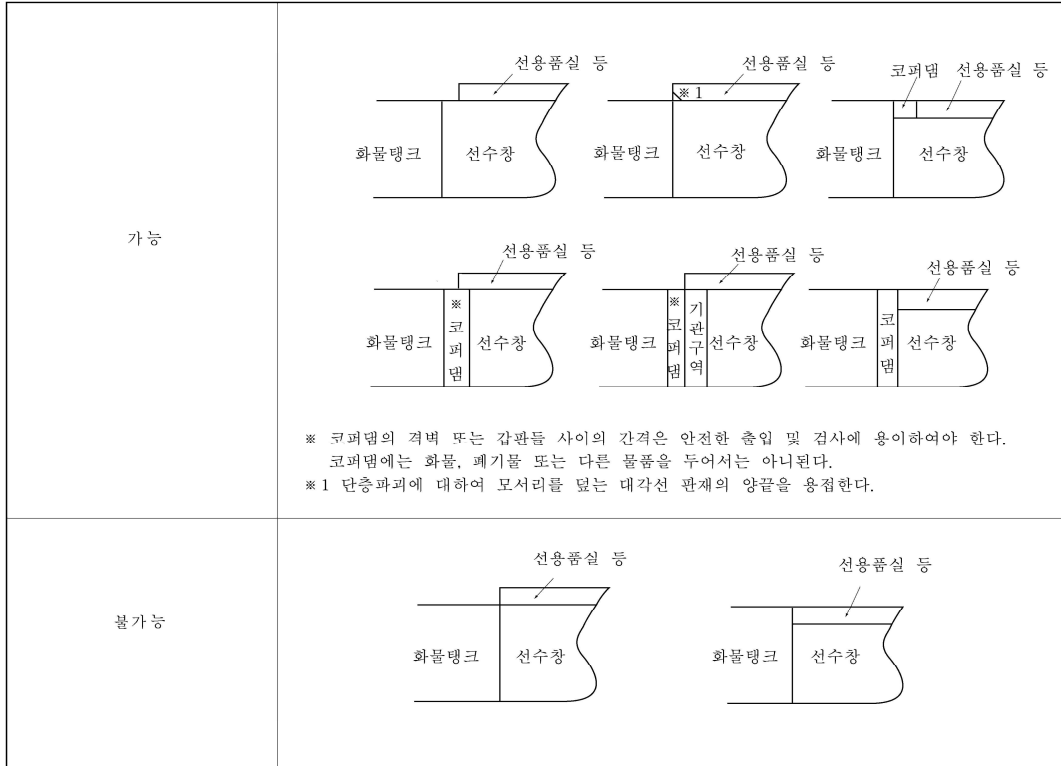 가능
선용품실 등
화물탱크
선수창
선용품실 등
※ 1
화물탱크
선수창
코퍼댐
선용품실 등
화물탱크
선수창
선용품실 등
화물탱크
※ 코퍼댐
선수창
선용품실 등
화물탱크
※ 코퍼댐
기관구역
선수창
선용품실 등
화물탱크
코퍼댐
선수창
※ 코퍼댐의 격벽 또는 갑판들 사이의 간격은 안전한 출입 및 검사에 용이하여야 한다.
코퍼댐에는 화물, 폐기물 또는 다른 물품을 두어서는 아니된다.
※ 1 단층파괴에 대하여 모서리를 덮는 대각선 판재의 양끝을 용접한다.
불가능
선용품실 등
화물탱크
선수창
선용품실 등
화물탱크
선수창